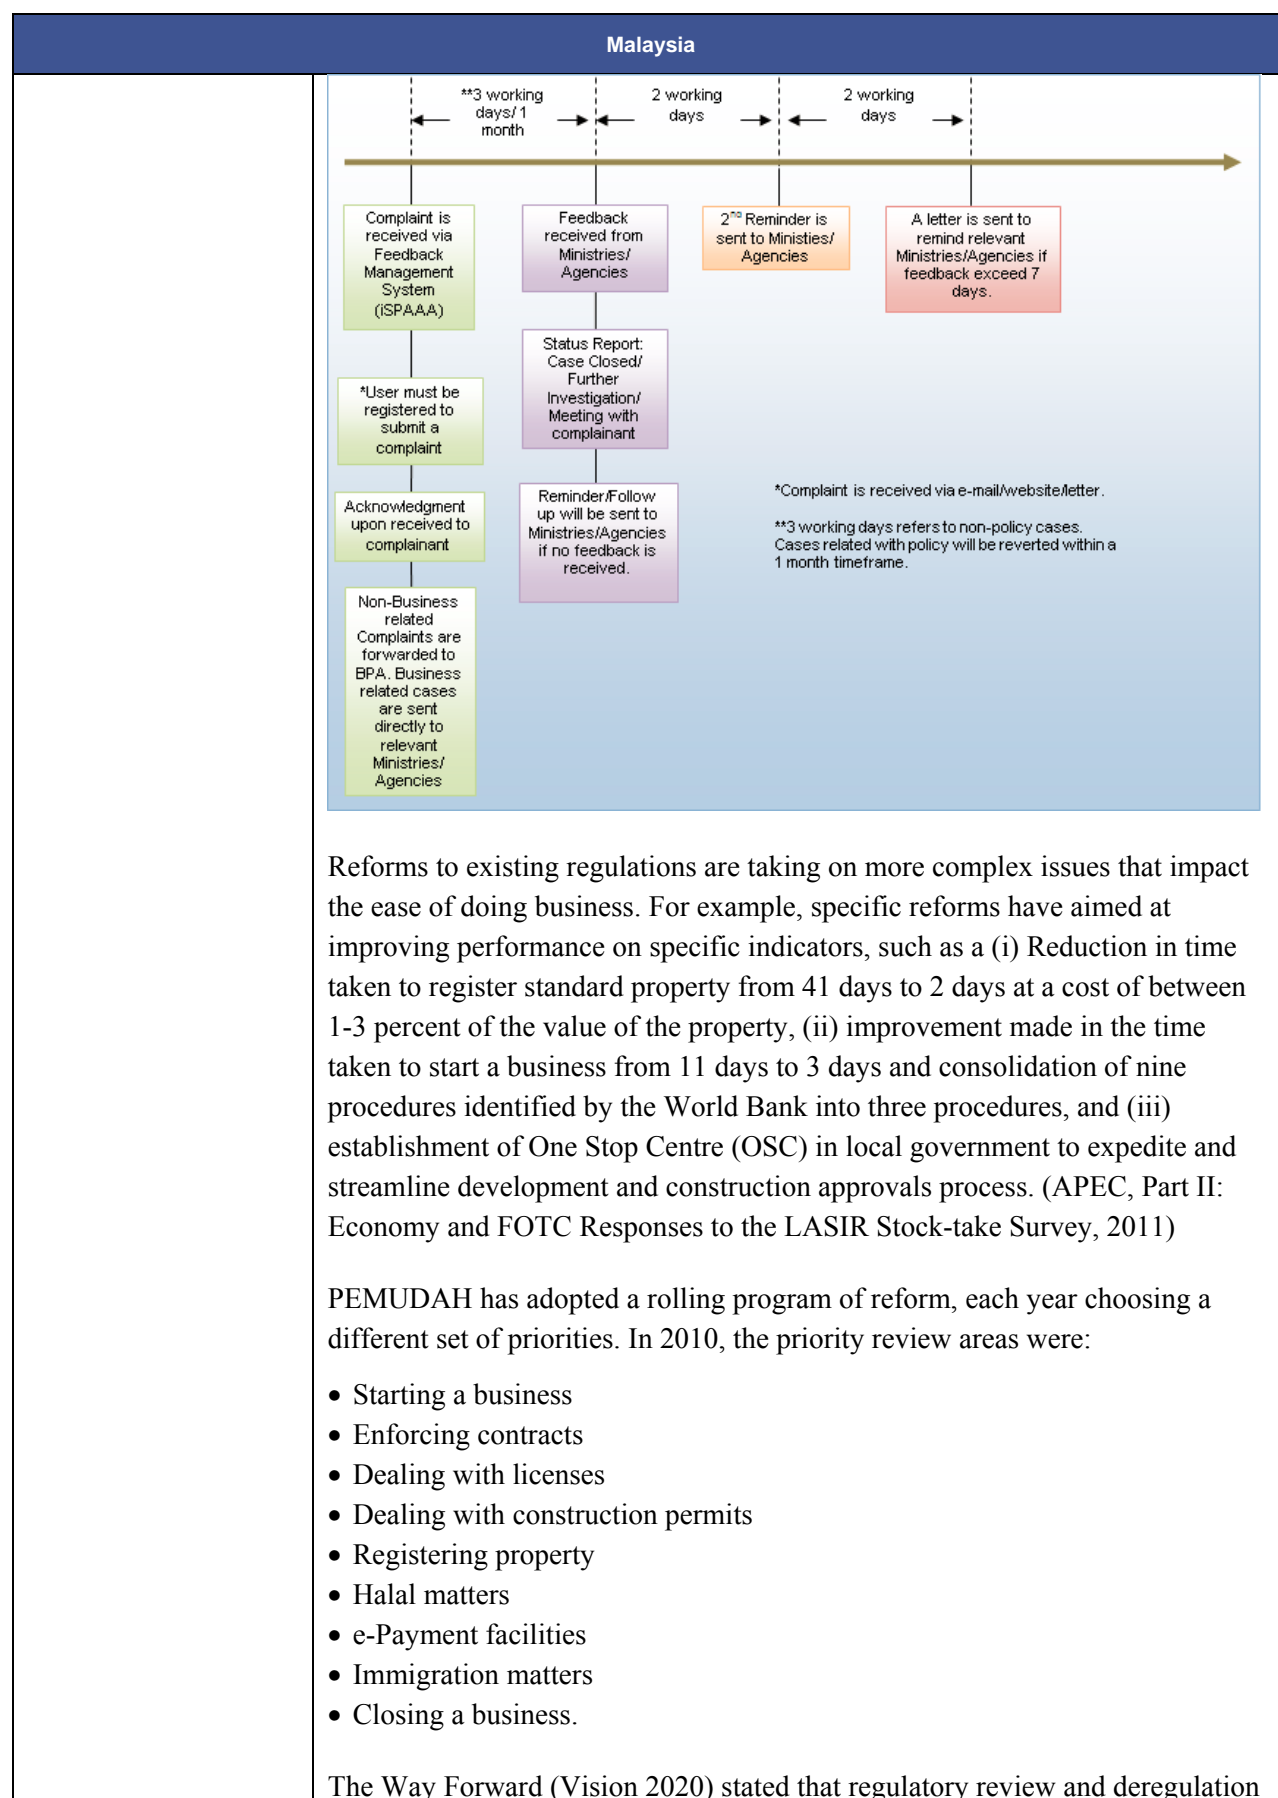 Malaysia
**3 working
days/ 1
month
2 working
days
2 working
days
Complaint is
received via
Feedback
Management
System
(iSPAAA)
*User must be
registered to
submit a
complaint
Acknowledgment
upon received to
complainant
Non-Business
related
Complaints are
forwarded to
BPA. Business
related cases
are sent
directly to
relevant
Ministries/
Agencies
Feedback
received from
Ministries/
Agencies
Status Report:
Case Closed/
Further
Investigation/
Meeting with
complainant
Reminder/Follow
up will be sent to
Ministries/Agencies
if no feedback is
received.
2nd Reminder is
sent to Ministies/
Agencies
A letter is sent to
remind relevant
Ministries/Agencies if
feedback exceed 7
days.
*Complaint is received via e-mail/website/letter.
**3 working days refers to non-policy cases.
Cases related with policy will be reverted within a
1 month timeframe.
Reforms to existing regulations are taking on more complex issues that impact
the ease of doing business. For example, specific reforms have aimed at
improving performance on specific indicators, such as a (i) Reduction in time
taken to register standard property from 41 days to 2 days at a cost of between
1-3 percent of the value of the property, (ii) improvement made in the time
taken to start a business from 11 days to 3 days and consolidation of nine
procedures identified by the World Bank into three procedures, and (iii)
establishment of One Stop Centre (OSC) in local government to expedite and
streamline development and construction approvals process. (APEC, Part II:
Economy and FOTC Responses to the LASIR Stock-take Survey, 2011)
PEMUDAH has adopted a rolling program of reform, each year choosing a
different set of priorities. In 2010, the priority review areas were:
• Starting a business
• Enforcing contracts
• Dealing with licenses
• Dealing with construction permits
• Registering property
• Halal matters
• e-Payment facilities
• Immigration matters
• Closing a business.
The Way Forward (Vision 2020) stated that regulatory review and deregulation